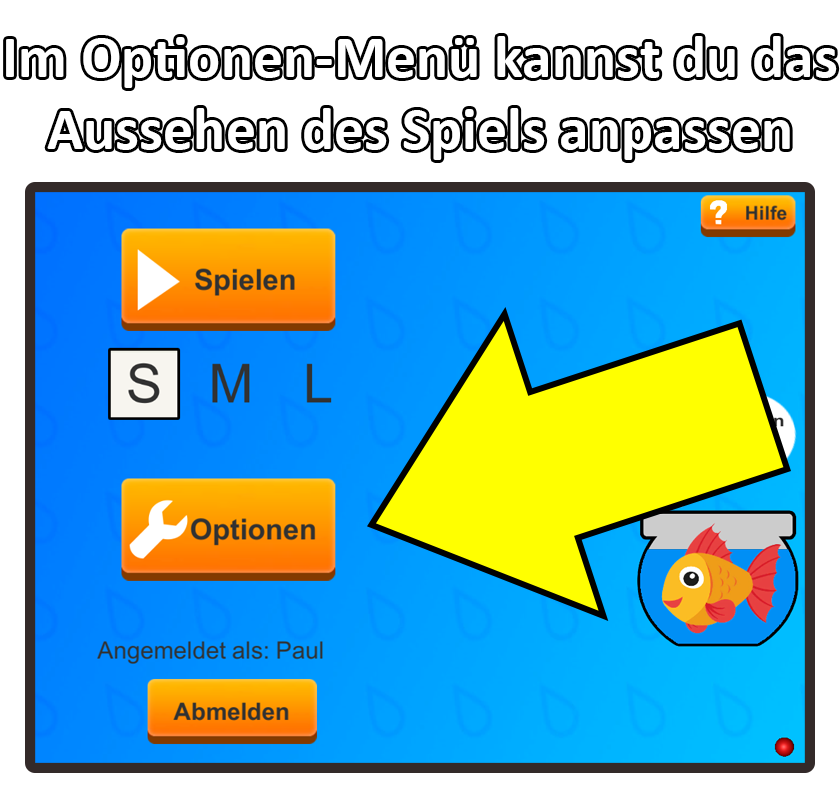 Im Optionen-Menü kannst du das
Aussehen des Spiels anpassen
? Hilfe
Spielen
S M L
Optionen
Angemeldet als: Paul
Abmelden